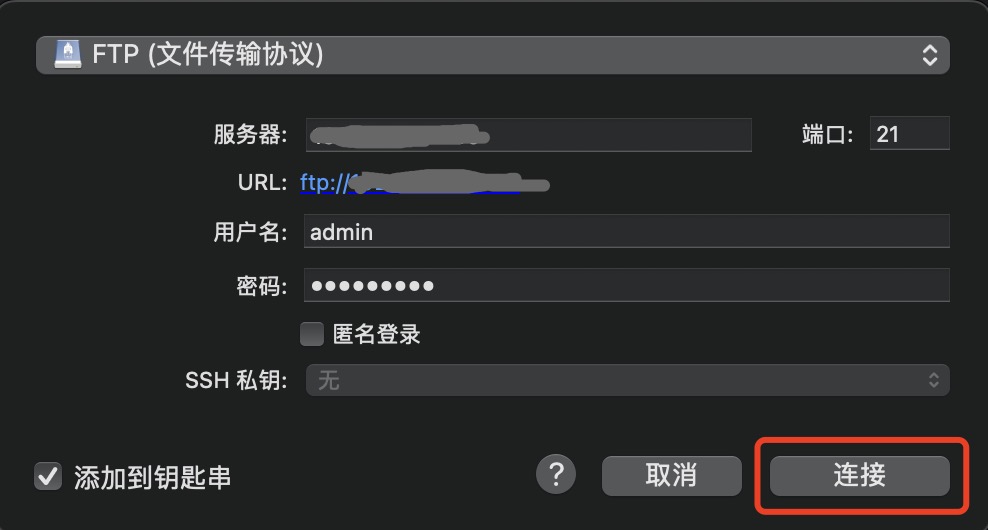 FTP (文件传输协议)
服务器: 端口: 21
URL: ftp://
用户名: admin
密码: •••••••••
匿名登录
SSH 私钥: 无
添加到钥匙串 ? 取消 连接